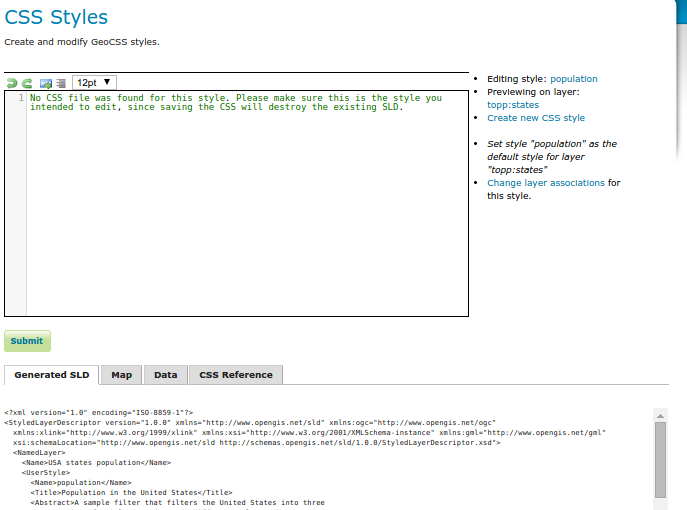 CSS Styles
Create and modify GeoCSS styles.
12pt
1 No CSS file was found for this style. Please make sure this is the style you
intended to edit, since saving the CSS will destroy the existing SLD.
Editing style: population
Previewing on layer:
topp:states
Create new CSS style
Set style "population" as the
default style for layer
"topp:states"
Change layer associations for
this style.
Submit
Generated SLD Map Data CSS Reference
<?xml version="1.0" encoding="ISO-8859-1"?>
<StyledLayerDescriptor version="1.0.0" xmlns="http://www.opengis.net/sld" xmlns:ogc="http://www.opengis.net/ogc"
xmlns:xlink="http://www.w3.org/1999/xlink" xmlns:xsi="http://www.w3.org/2001/XMLSchema-instance" xmlns:gml="http://www.opengis.net/gml"
xsi:schemaLocation="http://www.opengis.net/sld http://schemas.opengis.net/sld/1.0.0/StyledLayerDescriptor.xsd">
<NamedLayer>
<Name>USA states population</Name>
<UserStyle>
<Name>population</Name>
<Title>Population in the United States</Title>
<Abstract>A sample filter that filters the United States into three